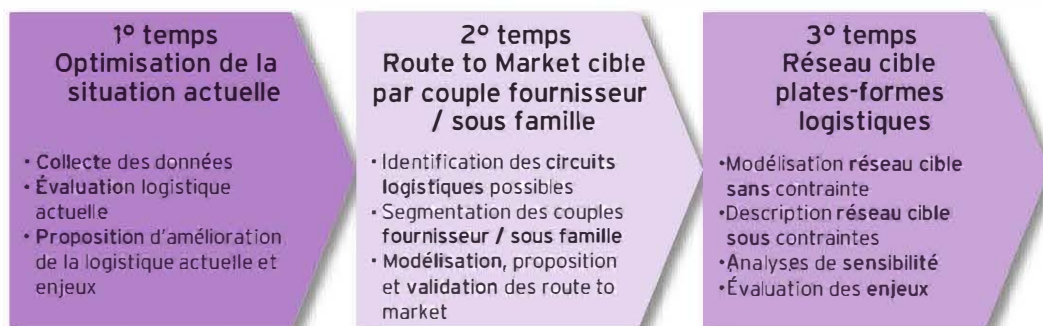 1° temps
Optimisation de la
situation actuelle
• Collecte des données
• Évaluation logistique
actuelle
• Proposition d'amélioration
de la logistique actuelle et
enjeux
2° temps
Route to Market cible
par couple fournisseur
/ sous famille
• Identification des circuits
logistiques possibles
• Segmentation des couples
fournisseur / sous famille
• Modélisation, proposition
et validation des route to
market
3° temps
Réseau cible
plates-formes
logistiques
•Modélisation réseau cible
sans contrainte
•Description réseau cible
sous contraintes
•Analyses de sensibilité
•Évaluation des enjeux